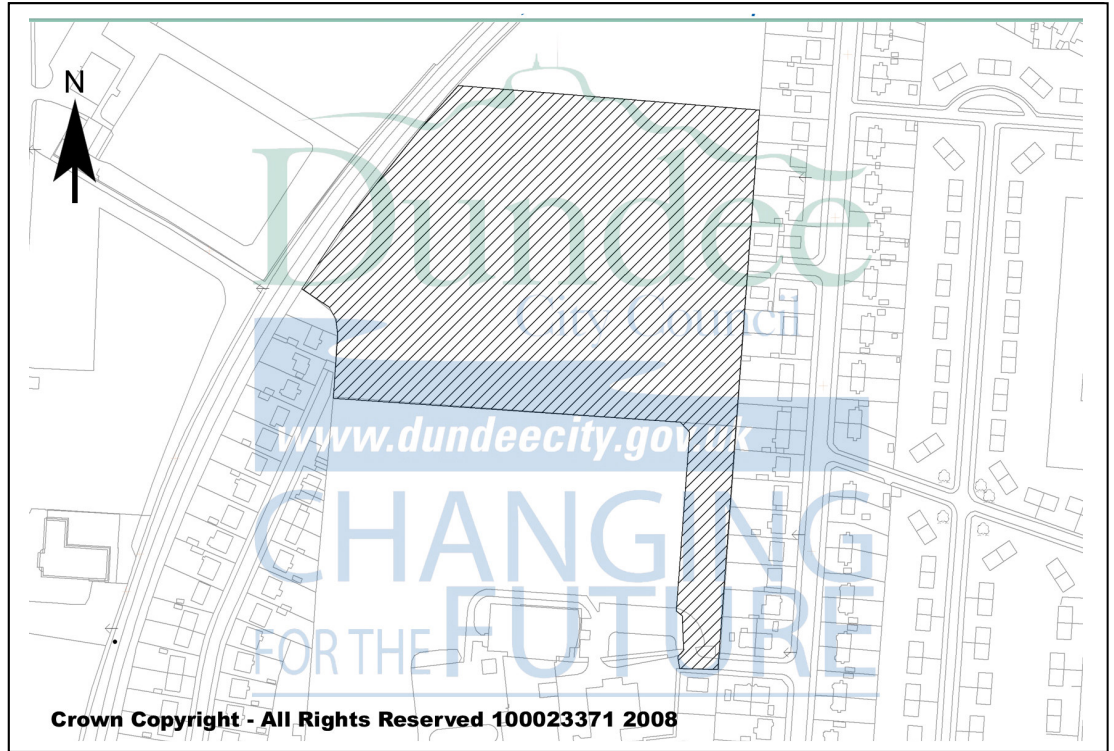 N
Dundee
City Council
www.dundeecity.gov.uk
CHANGING
FOR THE FUTURE
Crown Copyright - All Rights Reserved 100023371 2008